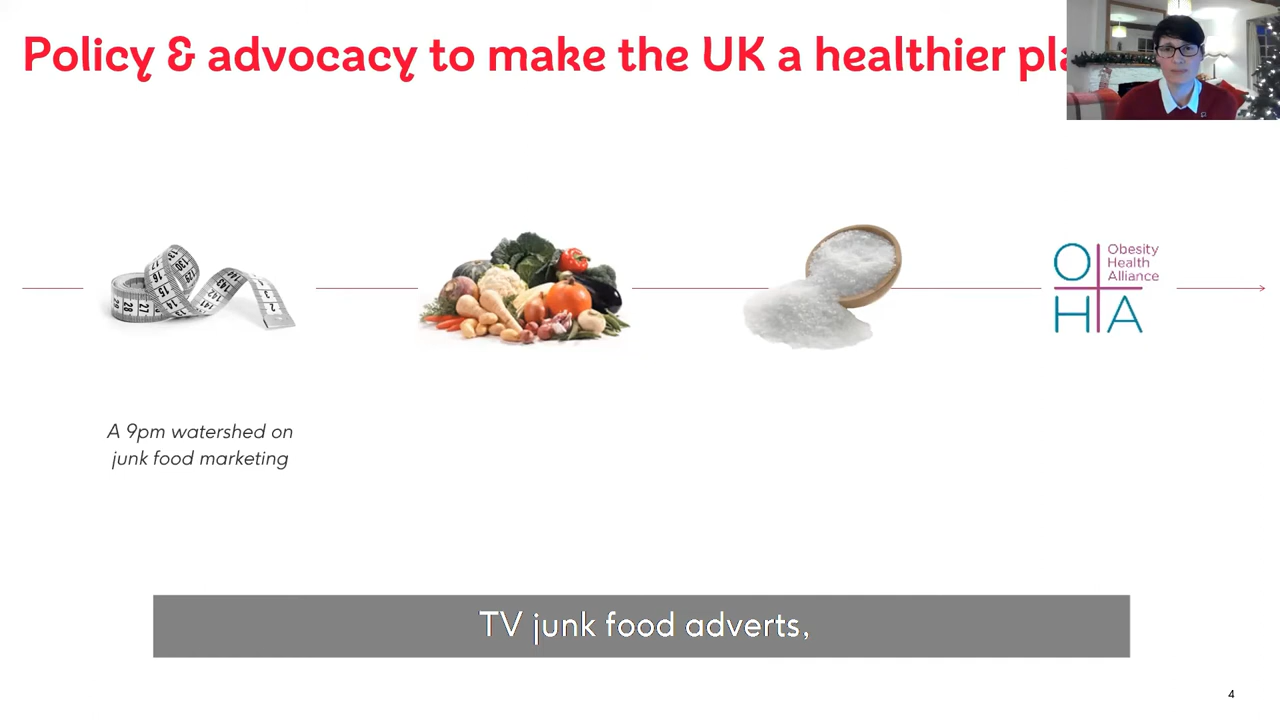 Policy & advocacy to make the UK a healthier pla
Obesity
Health
Alliance
O
HA
A 9pm watershed on
junk food marketing
TV junk food adverts,
4